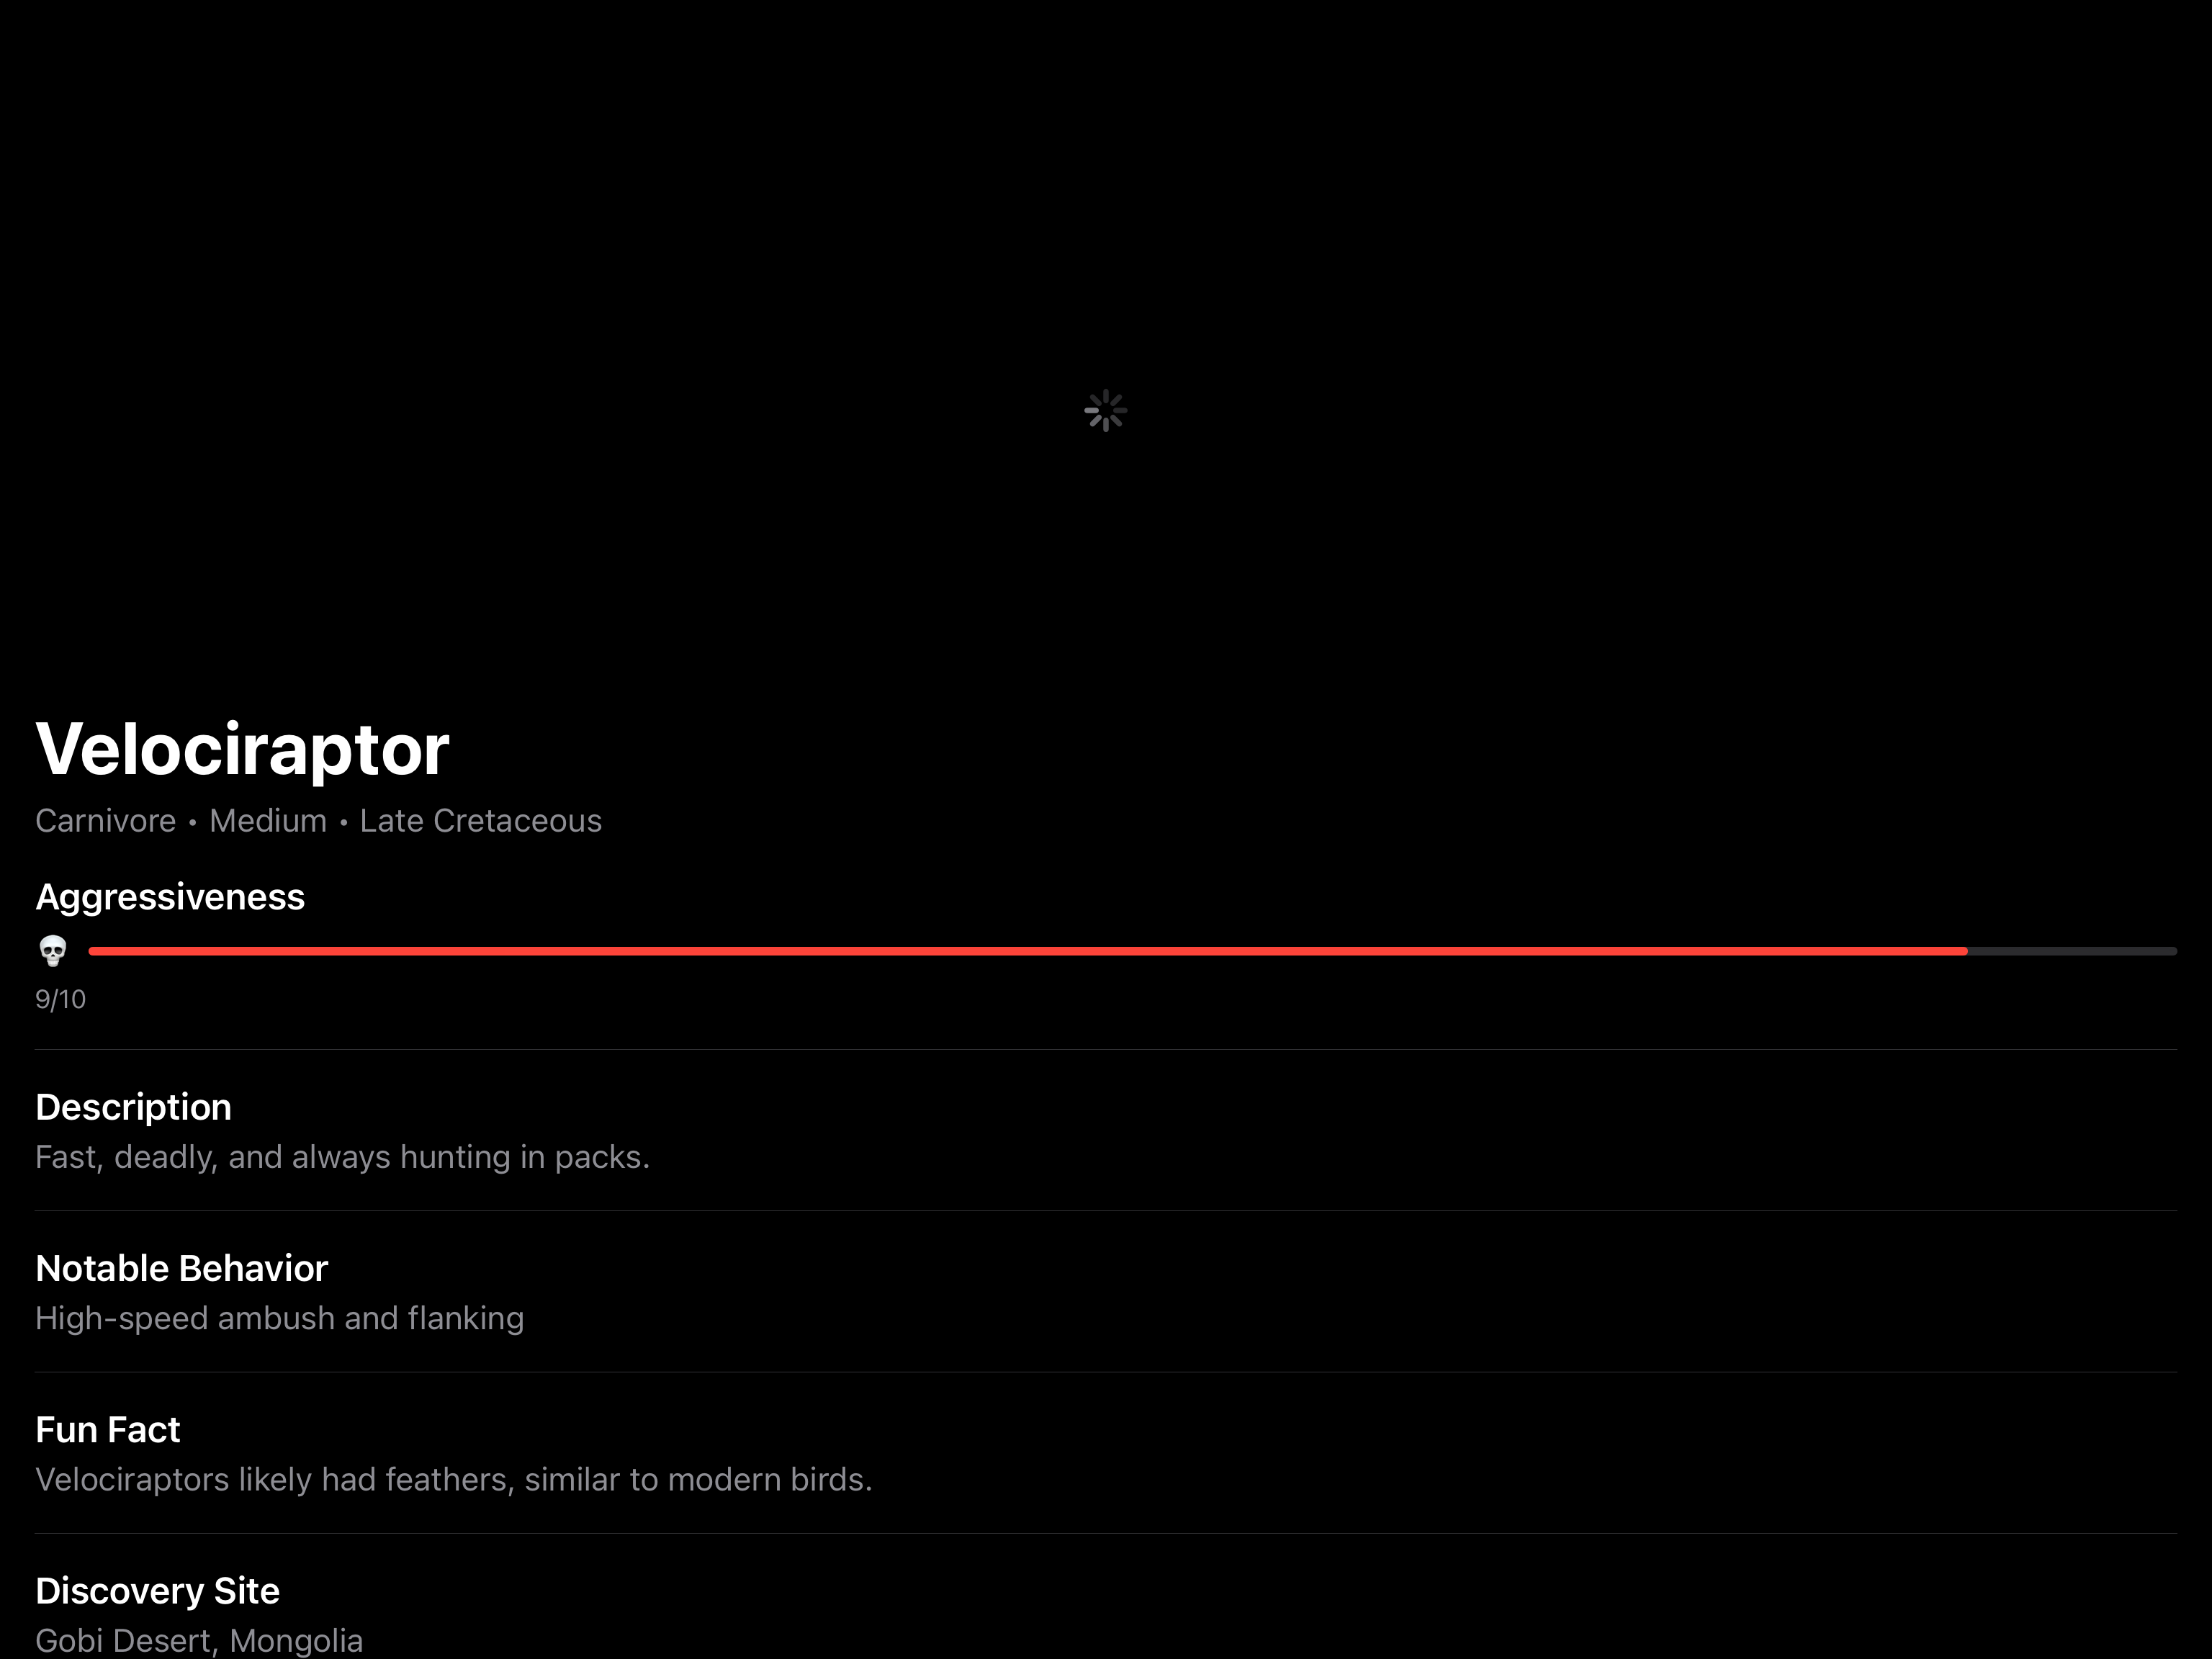 Velociraptor
Carnivore • Medium • Late Cretaceous
Aggressiveness
9/10
Description
Fast, deadly, and always hunting in packs.
Notable Behavior
High-speed ambush and flanking
Fun Fact
Velociraptors likely had feathers, similar to modern birds.
Discovery Site
Gobi Desert, Mongolia